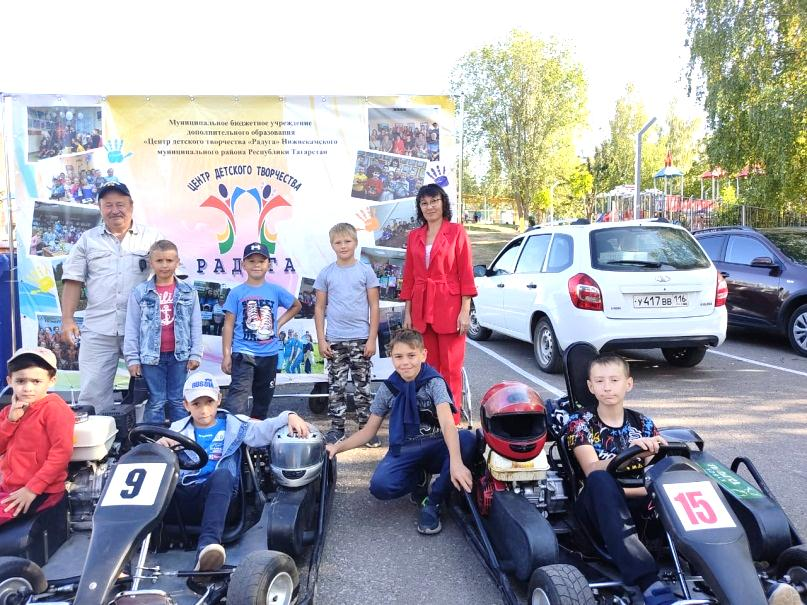 Муниципальное бюджетное учреждение
дополнительного образования
«Центр детского творчества «Радуга» Нижнекамского
муниципального района Республики Татарстан
ЦЕНТР ДЕТСКОГО ТВОРЧЕСТВА
РАДУГА
У417ВВ 116
9
15